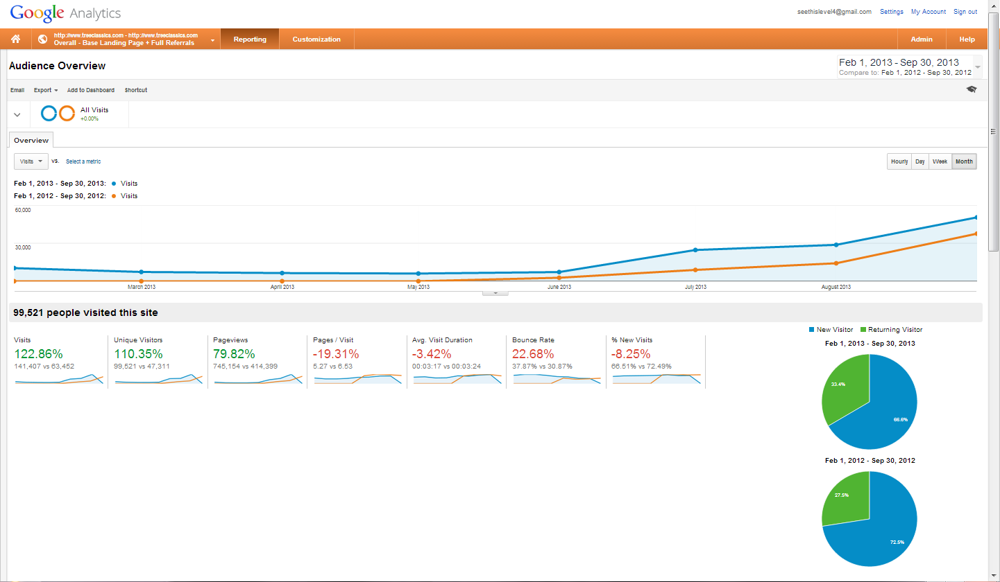 Google Analytics
seethislevel4@gmail.com Settings My Account Sign out
http://www.treeclassics.com - http://www.treeclassics.com
Overall - Base Landing Page + Full Referrals
Reporting Customization Admin Help
Audience Overview
Feb 1, 2013 - Sep 30, 2013
Compare to: Feb 1, 2012 - Sep 30, 2012
Email Export Add to Dashboard Shortcut
All Visits
+0.00%
Overview
Visits VS. Select a metric
Hourly Day Week Month
Feb 1, 2013 - Sep 30, 2013: Visits
Feb 1, 2012 - Sep 30, 2012: Visits
60,000
30,000
March 2013 April 2013 May 2013 June 2013 July 2013 August 2013
99,521 people visited this site
Visits
122.86%
141,407 vs 63,452
Unique Visitors
110.35%
99,521 vs 47,311
Pageviews
79.82%
745,154 vs 414,399
Pages / Visit
-19.31%
5.27 vs 6.53
Avg. Visit Duration
-3.42%
00:03:17 vs 00:03:24
Bounce Rate
22.68%
37.87% vs 30.87%
% New Visits
-8.25%
66.51% vs 72.49%
New Visitor Returning Visitor
Feb 1, 2013 - Sep 30, 2013
33.4%
66.6%
Feb 1, 2012 - Sep 30, 2012
27.5%
72.5%